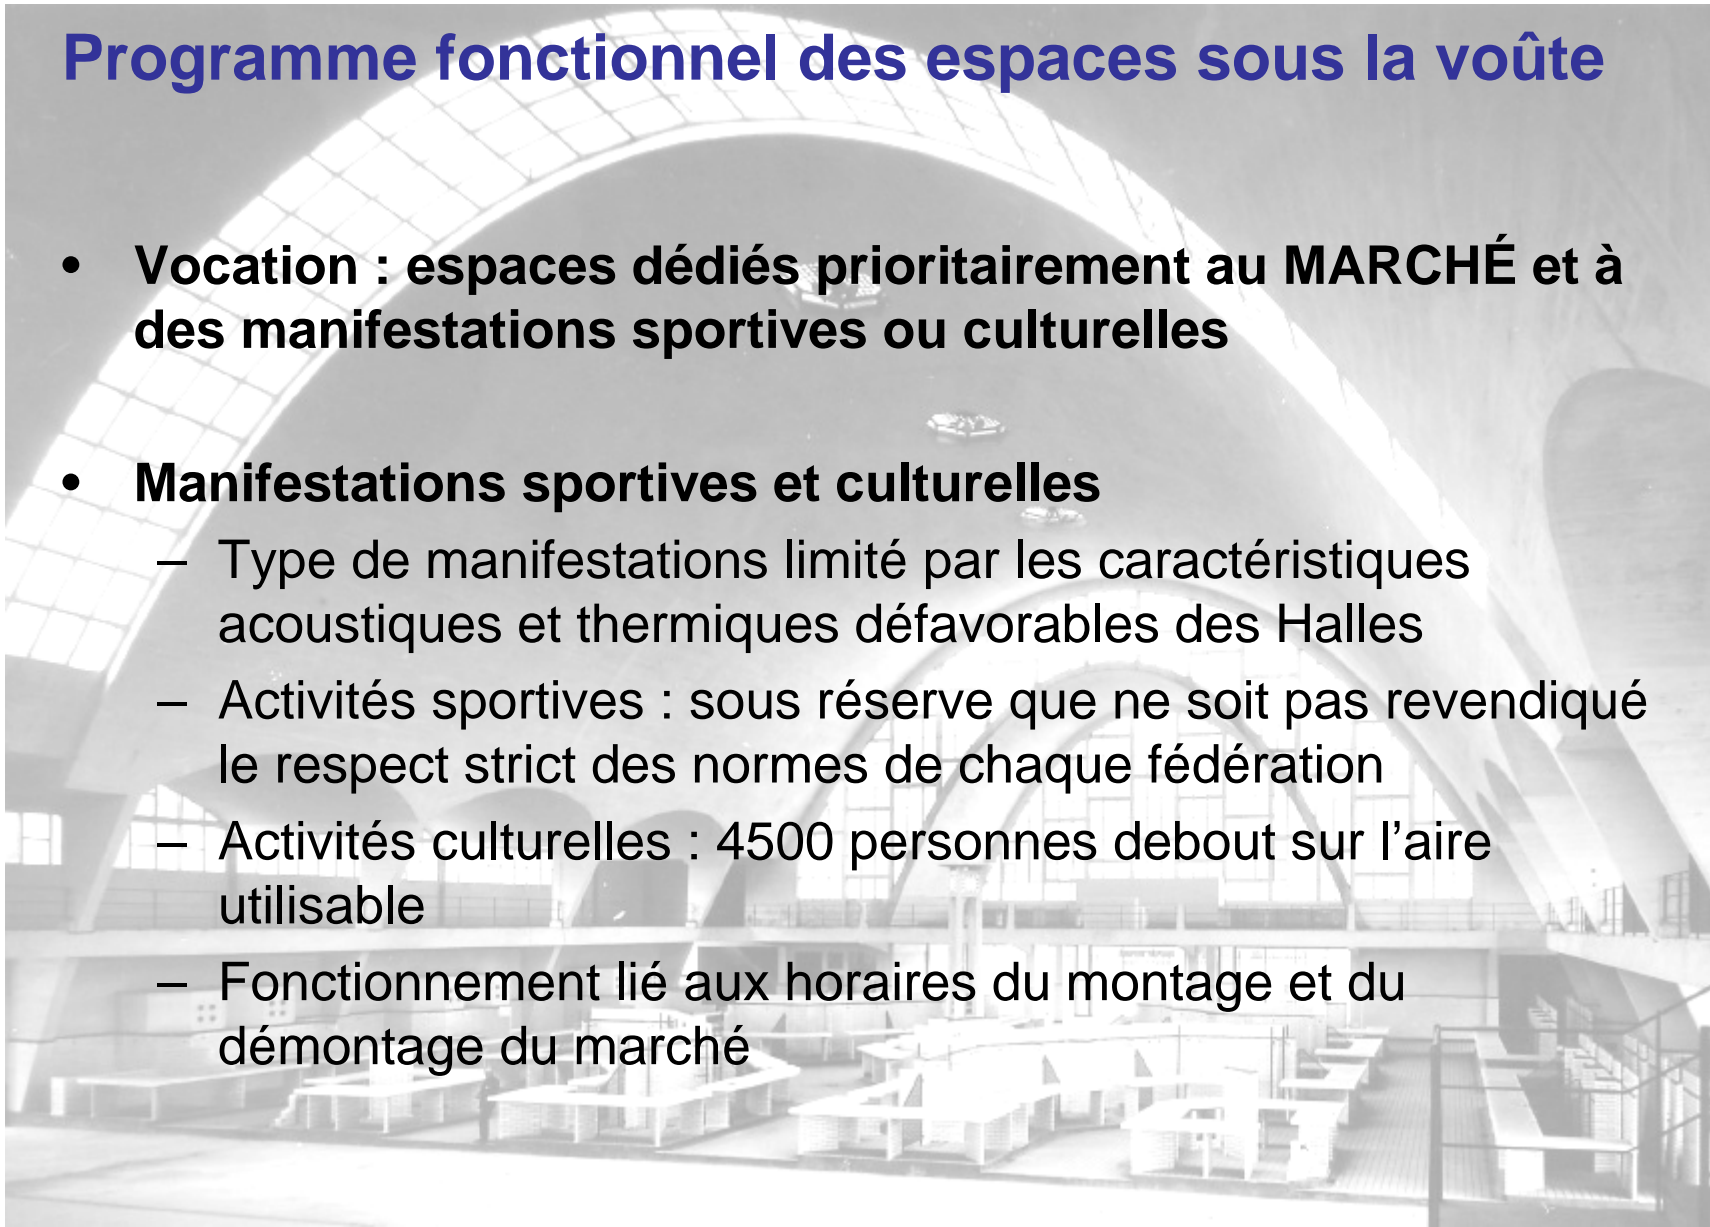 Programme fonctionnel des espaces sous la voûte
• Vocation : espaces dédiés prioritairement au MARCHÉ et à
des manifestations sportives ou culturelles
• Manifestations sportives et culturelles
– Type de manifestations limité par les caractéristiques
acoustiques et thermiques défavorables des Halles
– Activités sportives : sous réserve que ne soit pas revendiqué
le respect strict des normes de chaque fédération
– Activités culturelles : 4500 personnes debout sur l’aire
utilisable
– Fonctionnement lié aux horaires du montage et du
démontage du marché